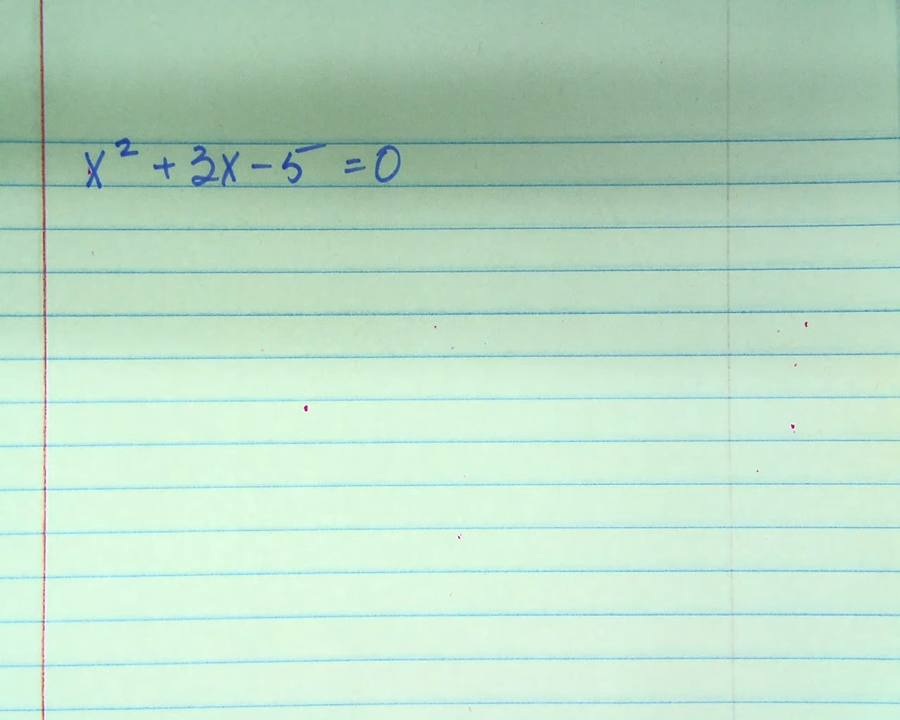 x² + 3x - 5 = 0